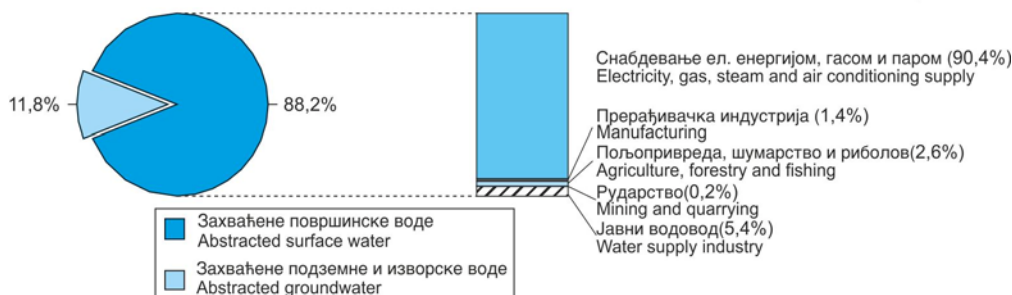 11,8%
88,2%
Снабдевање ел. енергијом, гасом и паром (90,4%)
Electricity, gas, steam and air conditioning supply
Прерађивачка индустрија (1,4%)
Manufacturing
Пољопривреда, шумарство и риболов(2,6%)
Agriculture, forestry and fishing
Рударство(0,2%)
Mining and quarrying
Јавни водовод(5,4%)
Water supply industry
Захваћене површинске воде
Abstracted surface water
Захваћене подземне и изворске воде
Abstracted groundwater